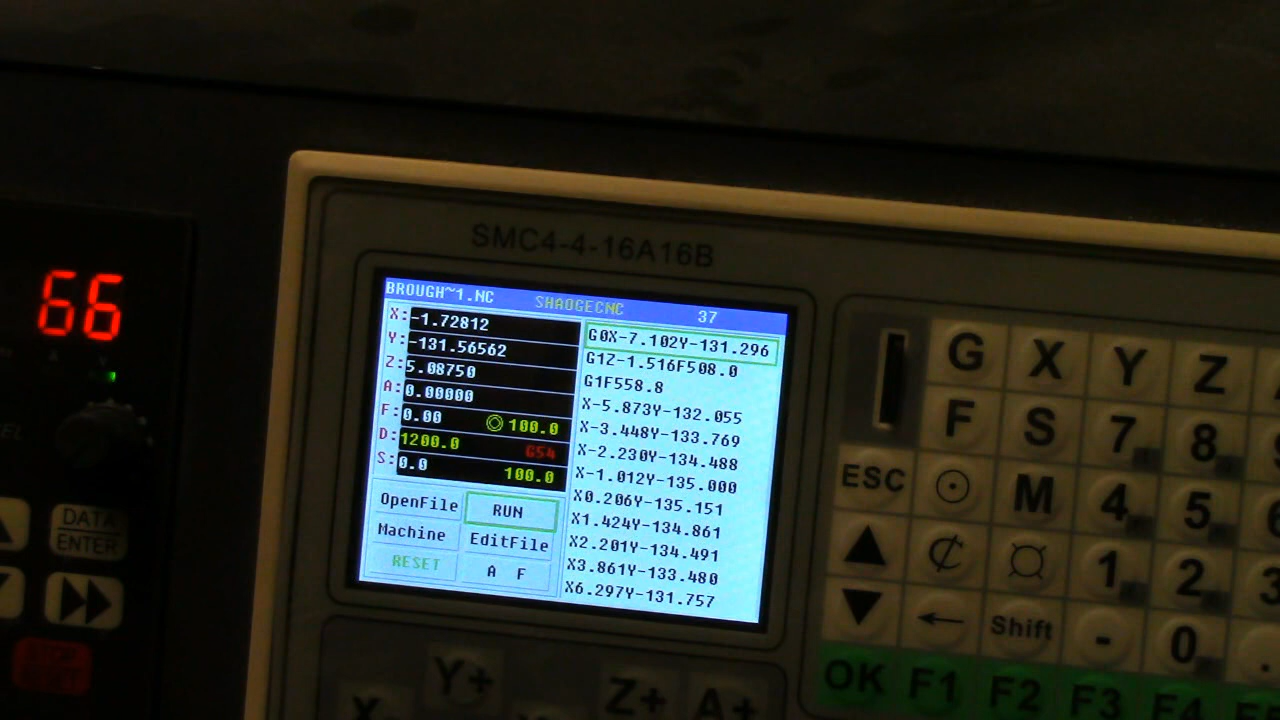 SMC4-4-16A16B
66
BROUGH~1.NC SHAOGECNC 37
X:-1.72812
Y:-131.56562
Z:5.08750
A:0.00000
F:0.00 100.0
D:1200.0 G54
S:0.0 100.0
OpenFile RUN
Machine EditFile
RESET A F
G0X-7.102Y-131.296
G1Z-1.516F508.0
G1F558.8
X-5.873Y-132.055
X-3.448Y-133.769
X-2.230Y-134.488
X-1.012Y-135.000
X0.206Y-135.151
X1.424Y-134.861
X2.201Y-134.491
X3.861Y-133.480
X6.297Y-131.757
G X Y Z
F S 7 8
ESC M 4 5
1 2 3
Shift - 0 .
OK F1 F2 F3 F4
DATA
ENTER
Y+ Z+ A+
X